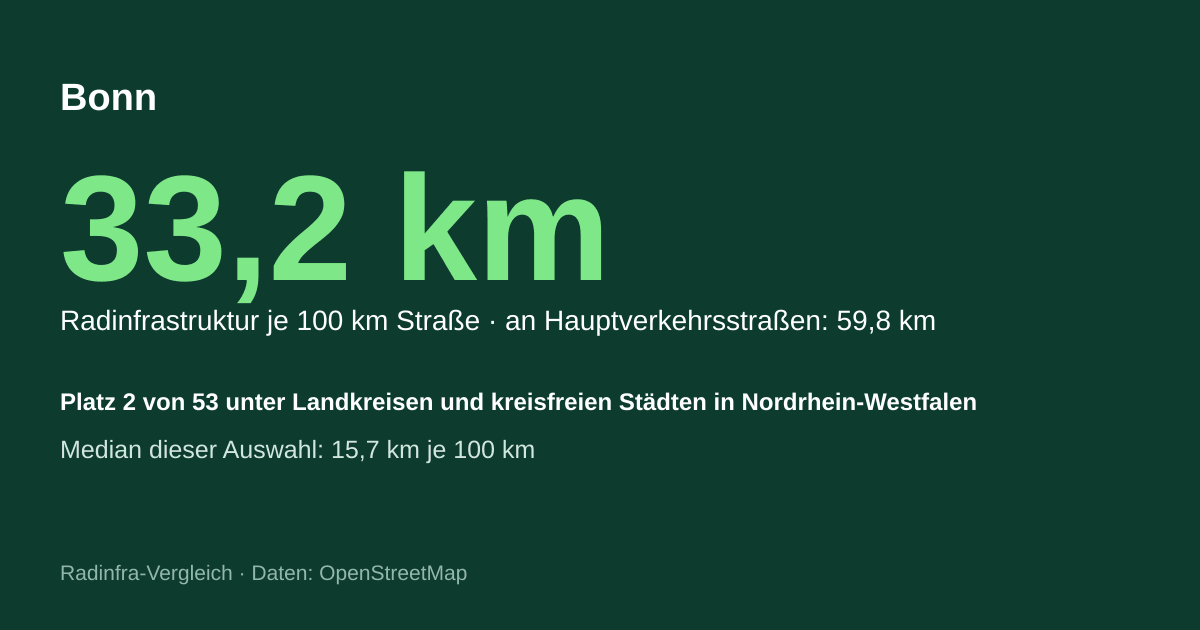 Bonn
33,2 km
Radinfrastruktur je 100 km Straße · an Hauptverkehrsstraßen: 59,8 km
Platz 2 von 53 unter Landkreisen und kreisfreien Städten in Nordrhein-Westfalen
Median dieser Auswahl: 15,7 km je 100 km
Radinfra-Vergleich · Daten: OpenStreetMap